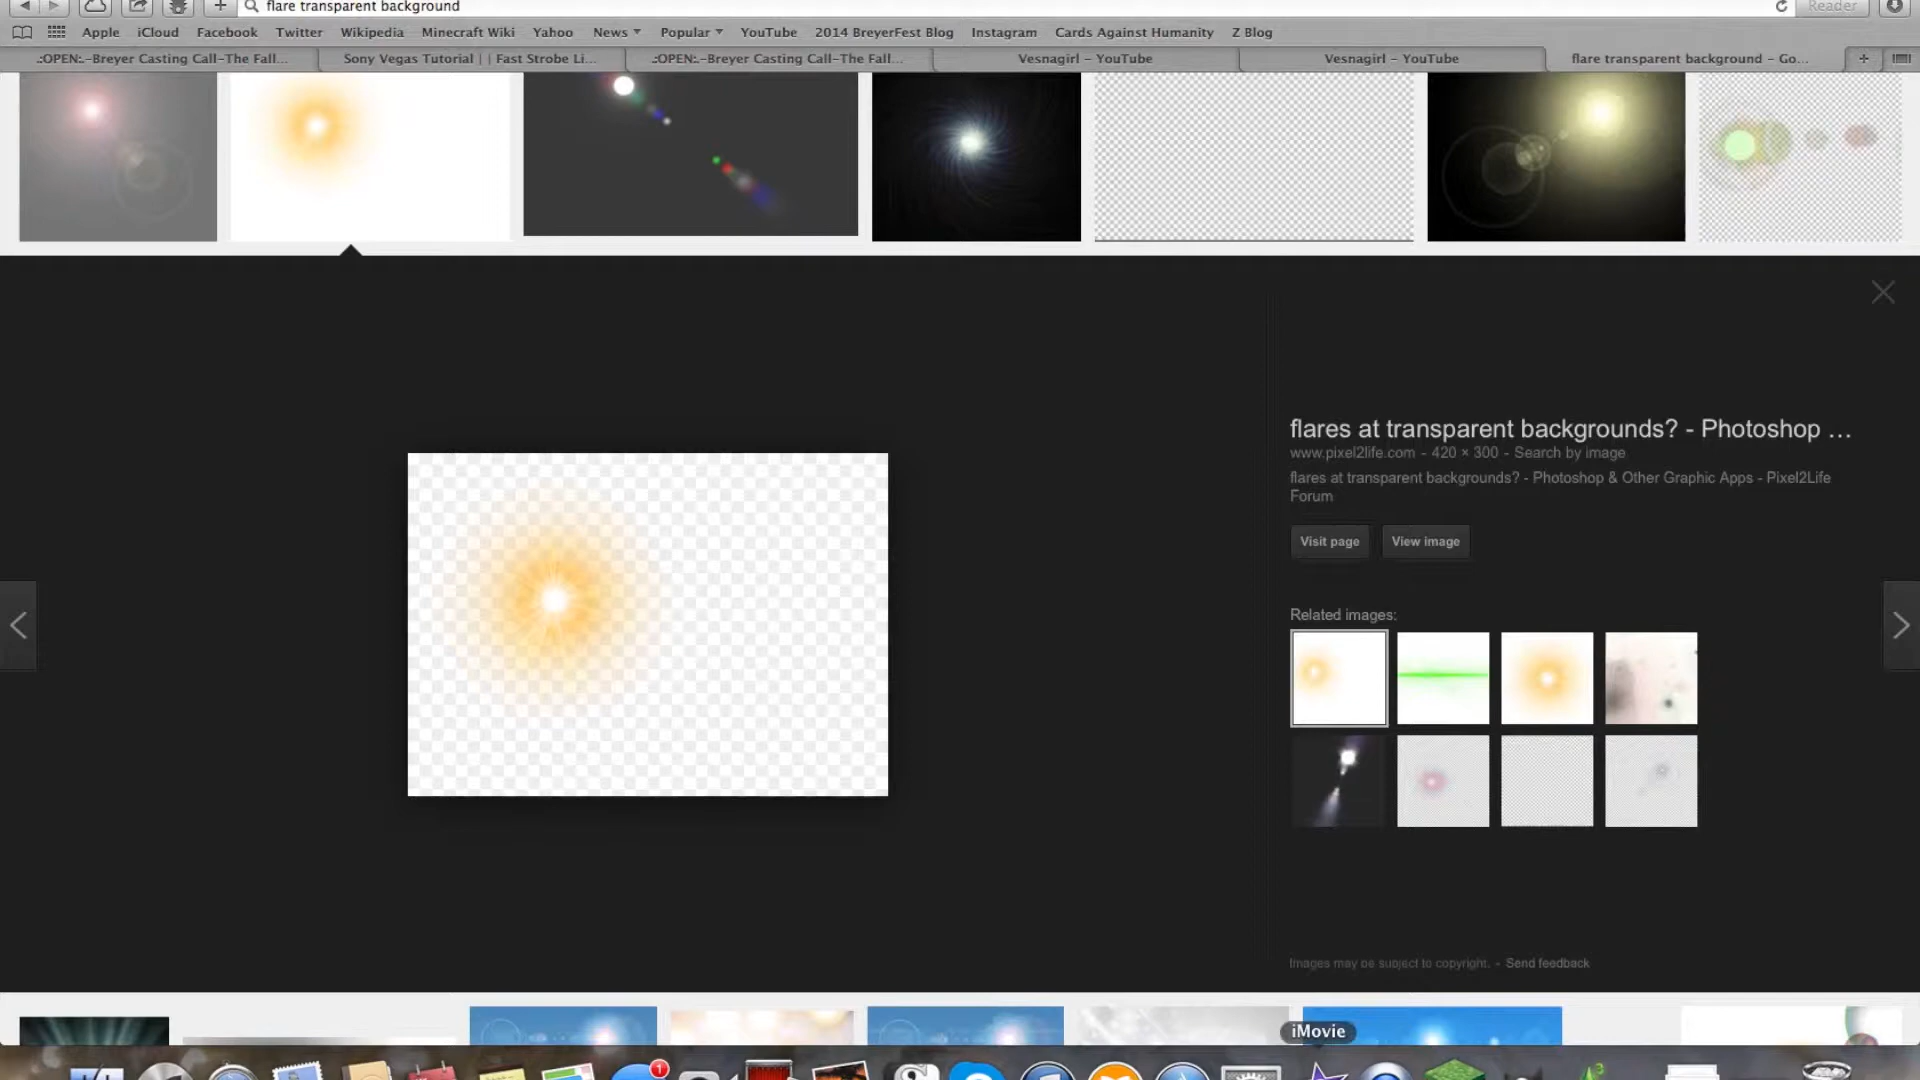 flare transparent background
Reader
Apple iCloud Facebook Twitter Wikipedia Minecraft Wiki Yahoo News Popular YouTube 2014 BreyerFest Blog Instagram Cards Against Humanity Z Blog
.:OPEN:.-Breyer Casting Call-The Fall... Sony Vegas Tutorial | | Fast Strobe Li... .:OPEN:.-Breyer Casting Call-The Fall... Vesnagirl - YouTube Vesnagirl - YouTube flare transparent background - Go...
flares at transparent backgrounds? - Photoshop ...
www.pixel2life.com - 420 × 300 - Search by image
flares at transparent backgrounds? - Photoshop & Other Graphic Apps - Pixel2Life
Forum
Visit page View image
Related images:
Images may be subject to copyright. - Send feedback
iMovie
1